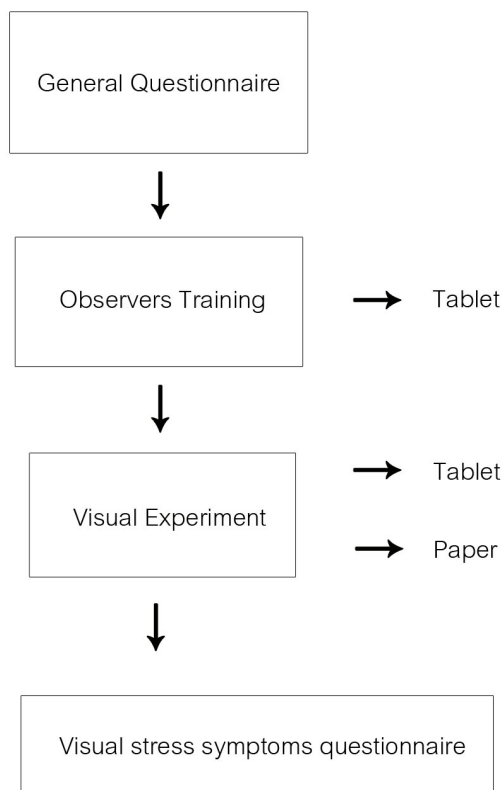 General Questionnaire
Observers Training
Tablet
Visual Experiment
Tablet
Paper
Visual stress symptoms questionnaire